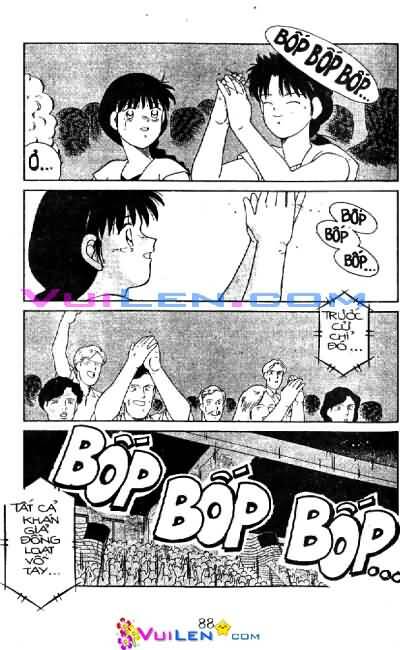 BỐP BỐP BỐP...
Ở...
BỐP
BỐP
BỐP...
VUILEN.COM
TRƯỚC
CỬ
CHỈ
ĐÓ...
BỐP
BỐP
BỐP...
TẤT CẢ
KHÁN
GIẢ
ĐỒNG
LOẠT
VỖ
TAY...
88
VUILEN.COM